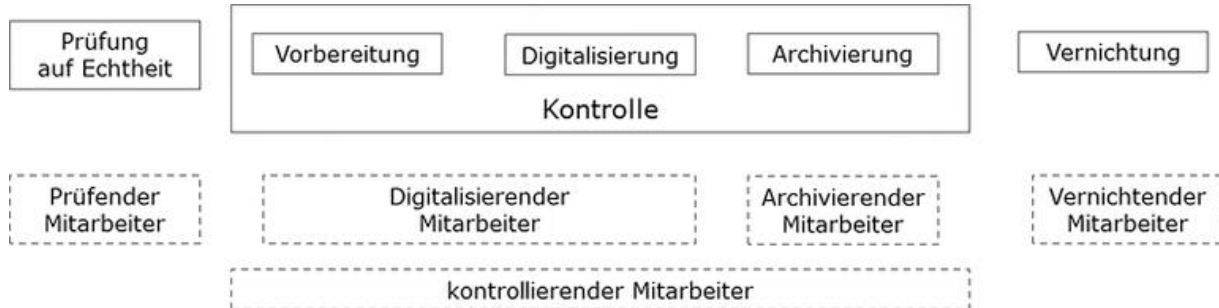 Prüfung
auf Echtheit
Vorbereitung
Digitalisierung
Archivierung
Vernichtung
Kontrolle
Prüfender
Mitarbeiter
Digitalisierender
Mitarbeiter
Archivierender
Mitarbeiter
Vernichtender
Mitarbeiter
kontrollierender Mitarbeiter